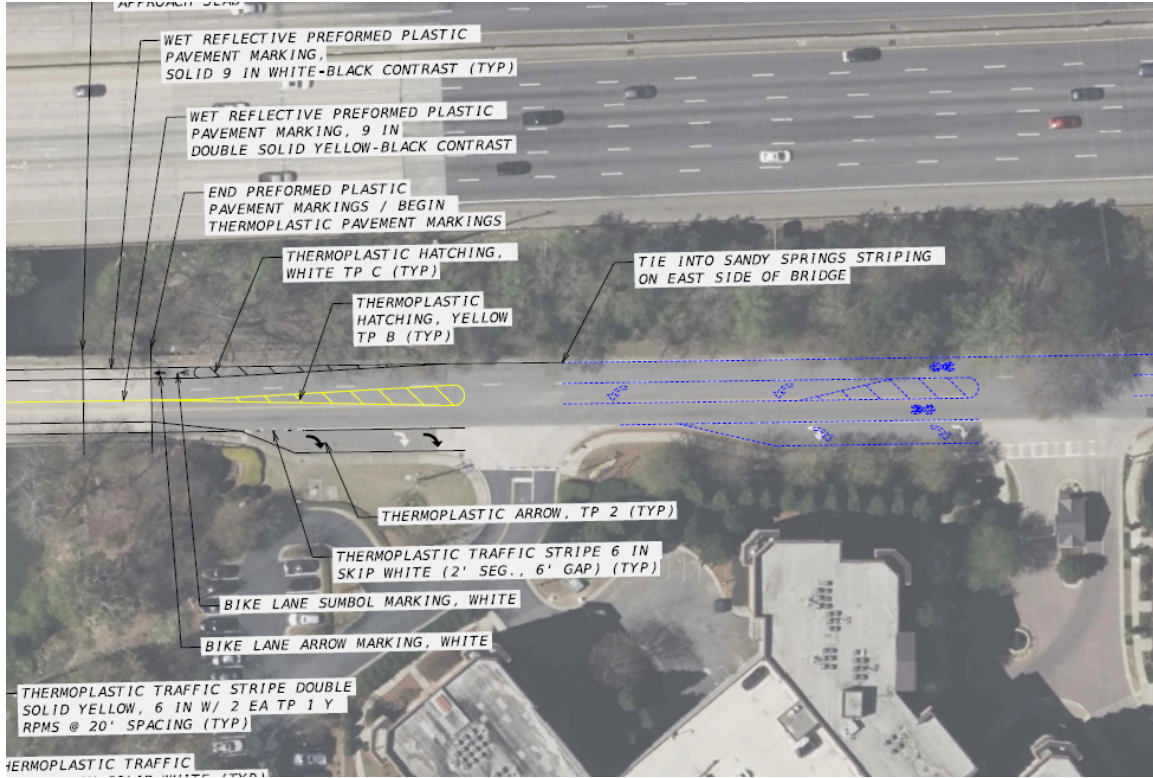 APPROACH SLAB
WET REFLECTIVE PREFORMED PLASTIC
PAVEMENT MARKING,
SOLID 9 IN WHITE-BLACK CONTRAST (TYP)
WET REFLECTIVE PREFORMED PLASTIC
PAVEMENT MARKING, 9 IN
DOUBLE SOLID YELLOW-BLACK CONTRAST
END PREFORMED PLASTIC
PAVEMENT MARKINGS / BEGIN
THERMOPLASTIC PAVEMENT MARKINGS
THERMOPLASTIC HATCHING,
WHITE TP C (TYP)
TIE INTO SANDY SPRINGS STRIPING
ON EAST SIDE OF BRIDGE
THERMOPLASTIC
HATCHING, YELLOW
TP B (TYP)
THERMOPLASTIC ARROW, TP 2 (TYP)
THERMOPLASTIC TRAFFIC STRIPE 6 IN
SKIP WHITE (2' SEG., 6' GAP) (TYP)
BIKE LANE SUMBOL MARKING, WHITE
BIKE LANE ARROW MARKING, WHITE
THERMOPLASTIC TRAFFIC STRIPE DOUBLE
SOLID YELLOW, 6 IN W/ 2 EA TP 1 Y
RPMS @ 20' SPACING (TYP)
HERMOPLASTIC TRAFFIC
WHITE (TYP)